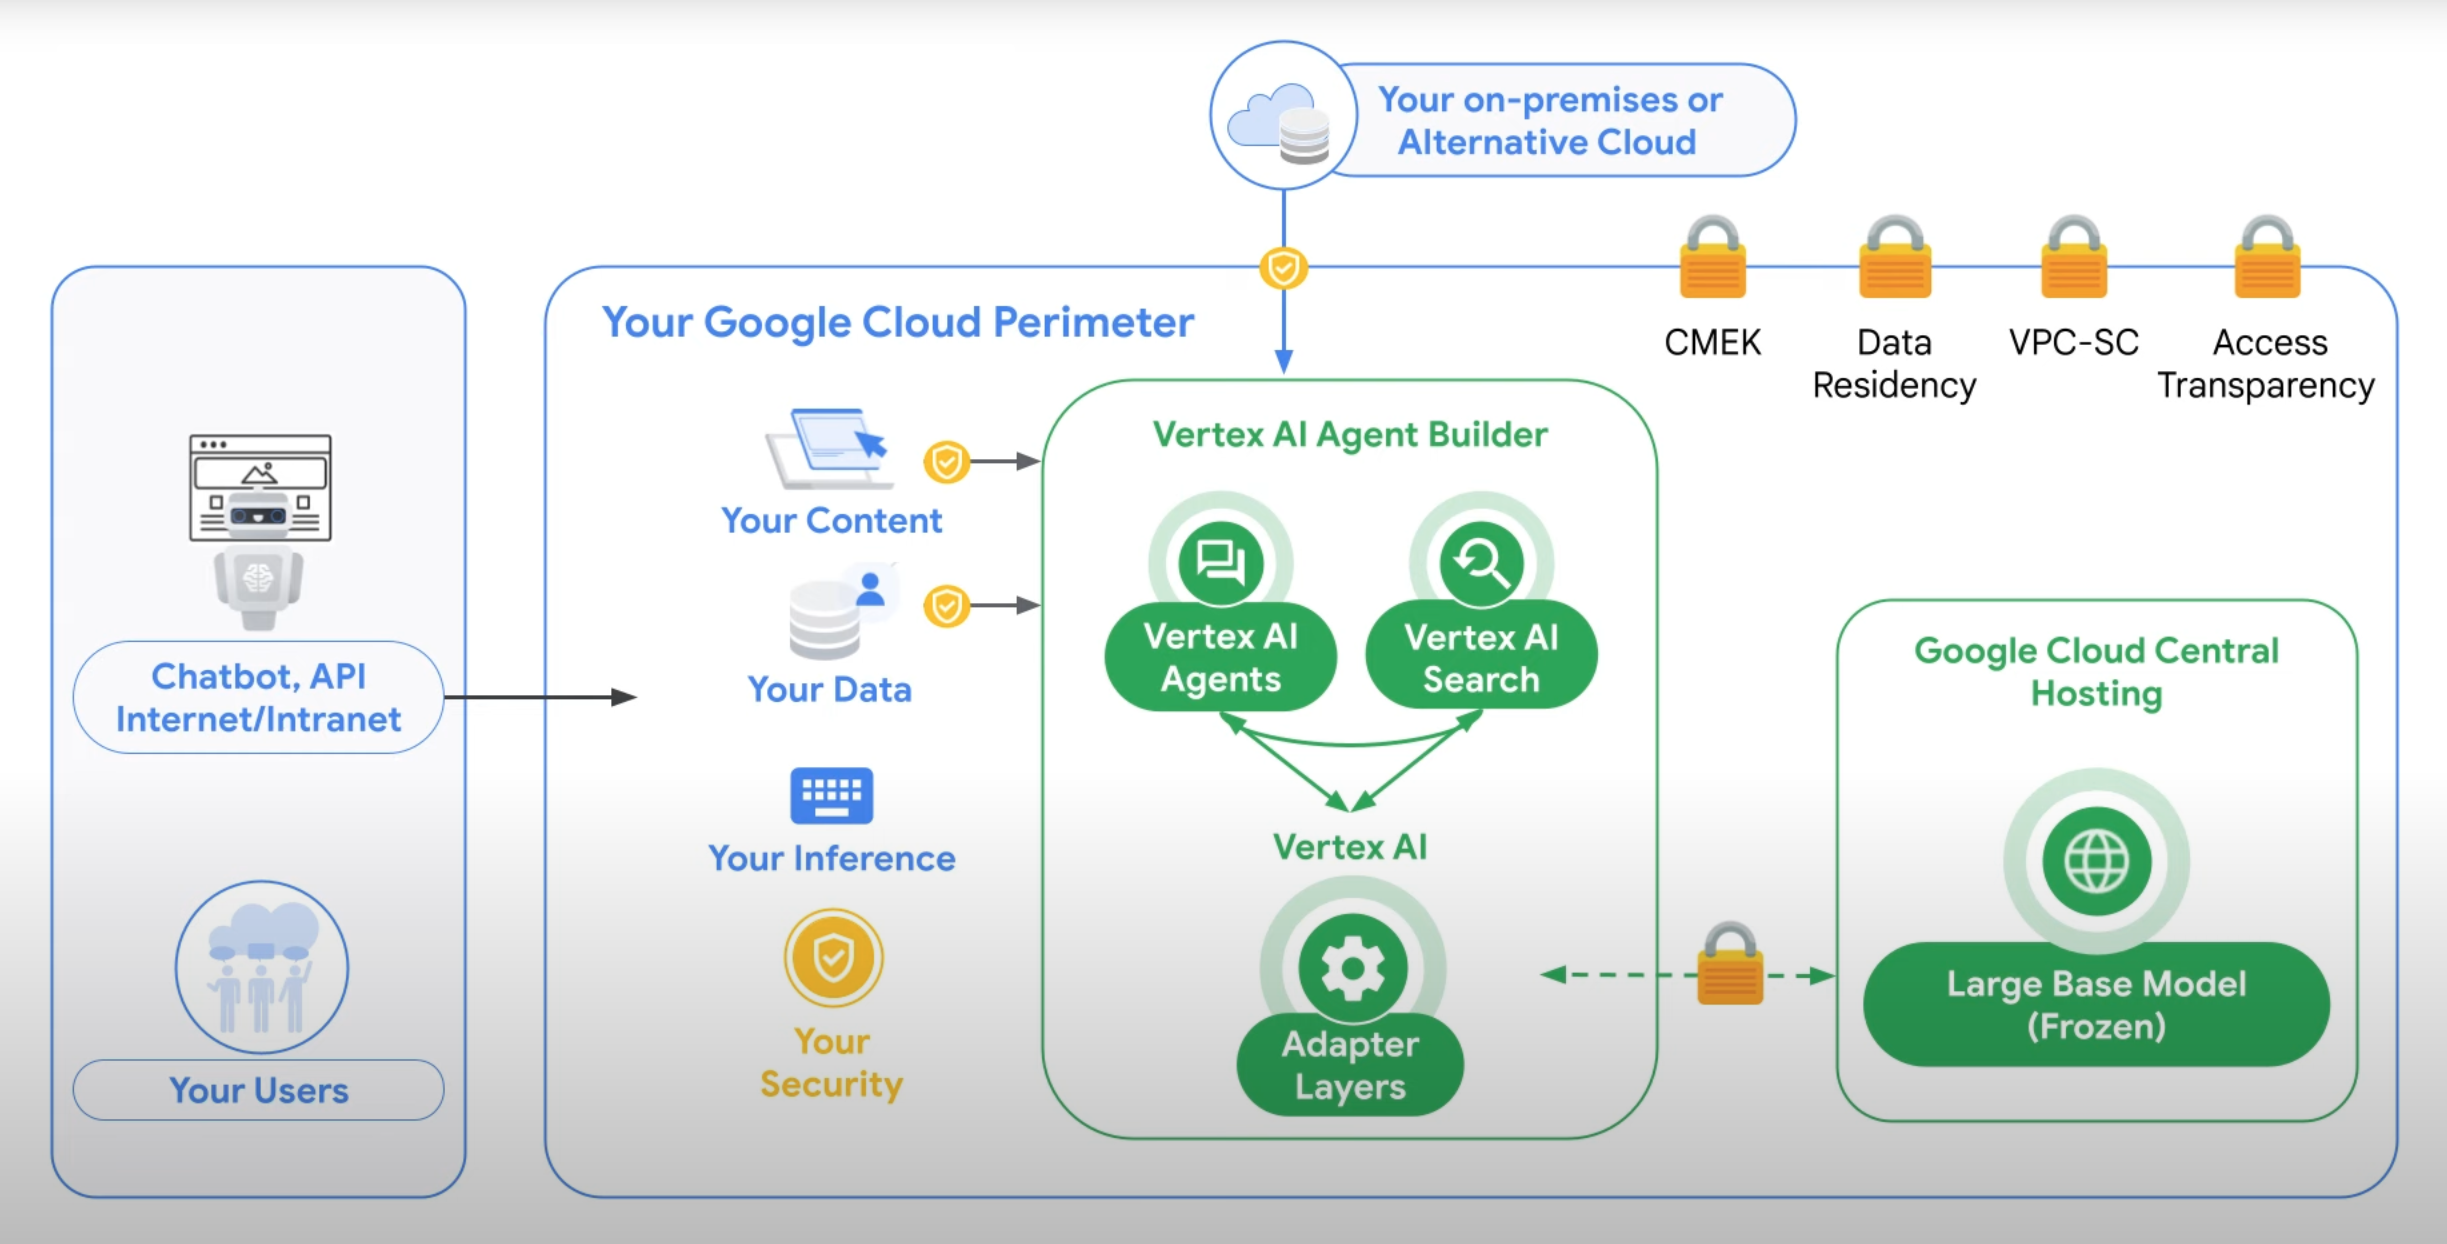 Your on-premises or
Alternative Cloud
Your Google Cloud Perimeter
CMEK
Data
Residency
VPC-SC
Access
Transparency
Chatbot, API
Internet/Intranet
Your Users
Your Content
Your Data
Your Inference
Your
Security
Vertex AI Agent Builder
Vertex AI
Agents
Vertex AI
Search
Vertex AI
Adapter
Layers
Google Cloud Central
Hosting
Large Base Model
(Frozen)